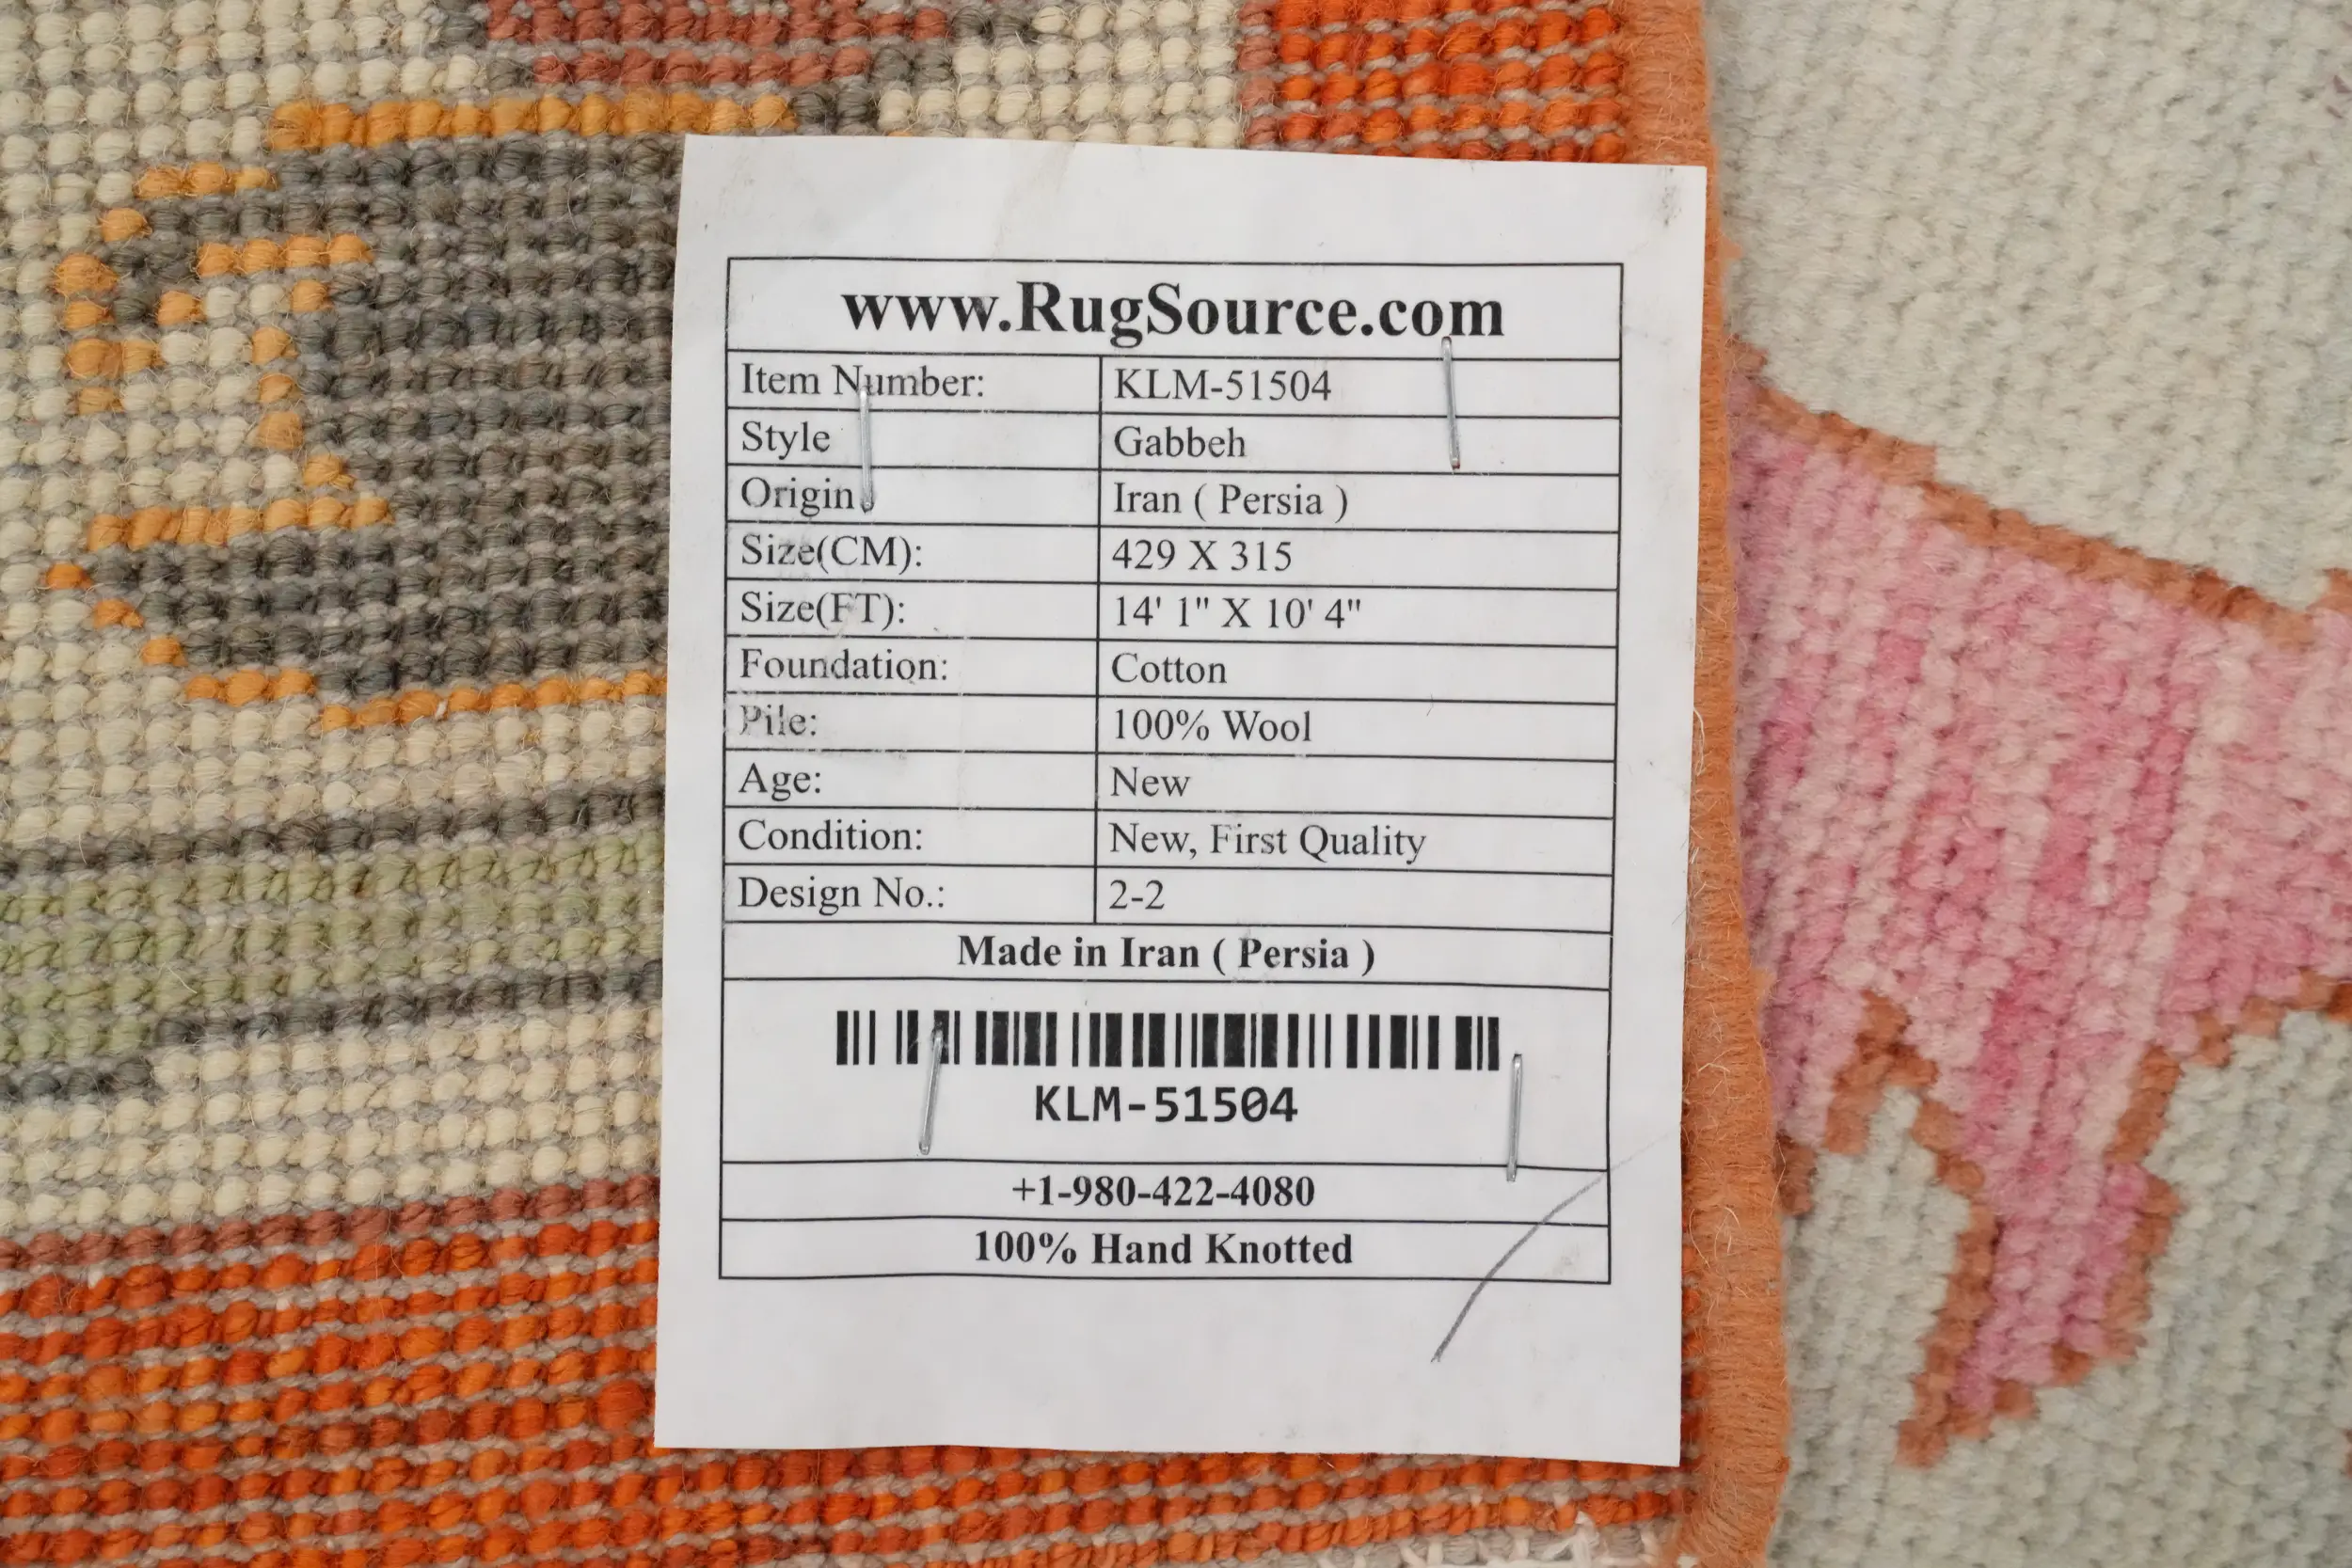 www.RugSource.com
Item Number: KLM-51504
Style Gabbeh
Origin Iran ( Persia )
Size(CM): 429 X 315
Size(FT): 14' 1" X 10' 4"
Foundation: Cotton
Pile: 100% Wool
Age: New
Condition: New, First Quality
Design No.: 2-2
Made in Iran ( Persia )
KLM-51504
+1-980-422-4080
100% Hand Knotted